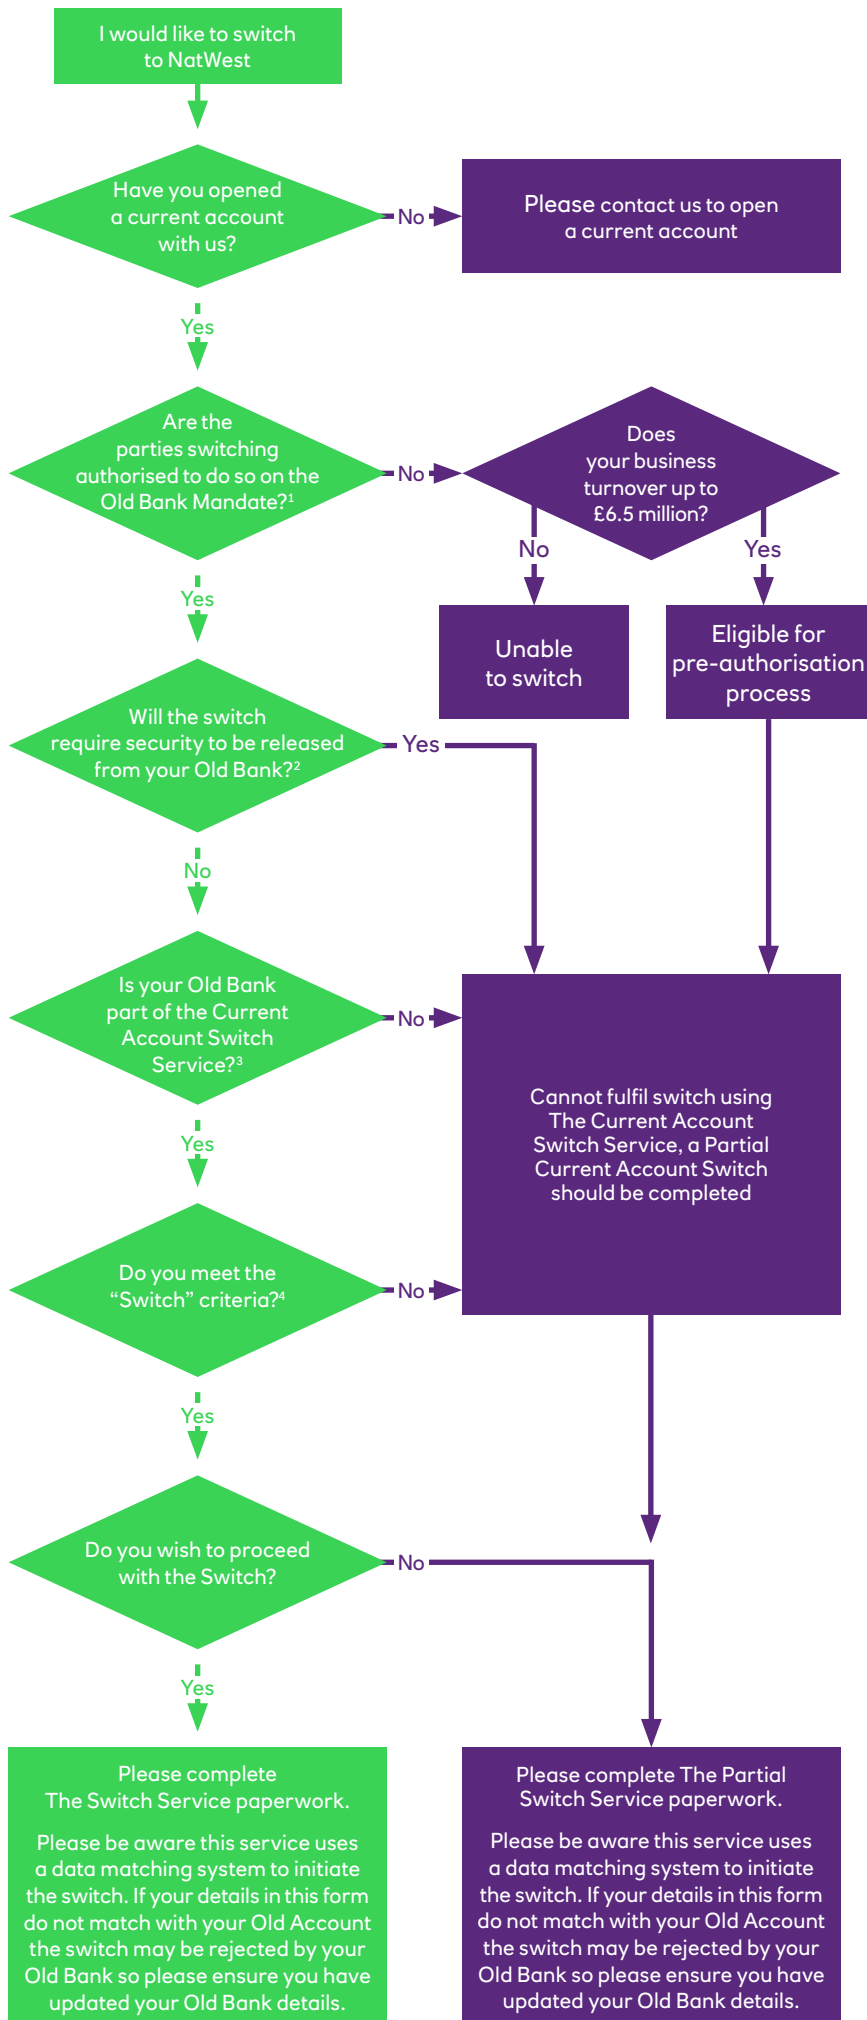 I would like to switch
to NatWest
Have you opened
a current account
with us?
No
Please contact us to open
a current account
Yes
Are the
parties switching
authorised to do so on the
Old Bank Mandate?¹
No
Does
your business
turnover up to
£6.5 million?
No
Yes
Unable
to switch
Eligible for
pre-authorisation
process
Yes
Will the switch
require security to be released
from your Old Bank?²
Yes
No
Is your Old Bank
part of the Current
Account Switch
Service?³
No
Cannot fulfil switch using
The Current Account
Switch Service, a Partial
Current Account Switch
should be completed
Yes
Do you meet the
“Switch” criteria?⁴
No
Yes
Do you wish to proceed
with the Switch?
No
Yes
Please complete
The Switch Service paperwork.
Please be aware this service uses
a data matching system to initiate
the switch. If your details in this form
do not match with your Old Account
the switch may be rejected by your
Old Bank so please ensure you have
updated your Old Bank details.
Please complete The Partial
Switch Service paperwork.
Please be aware this service uses
a data matching system to initiate
the switch. If your details in this form
do not match with your Old Account
the switch may be rejected by your
Old Bank so please ensure you have
updated your Old Bank details.